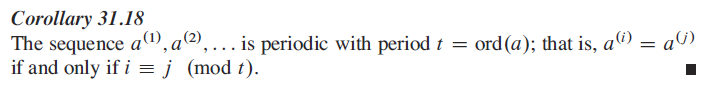 Corollary 31.18
The sequence a⁽¹⁾, a⁽²⁾, . . . is periodic with period t = ord(a); that is, a⁽ⁱ⁾ = a⁽ʲ⁾
if and only if i ≡ j (mod t). ■